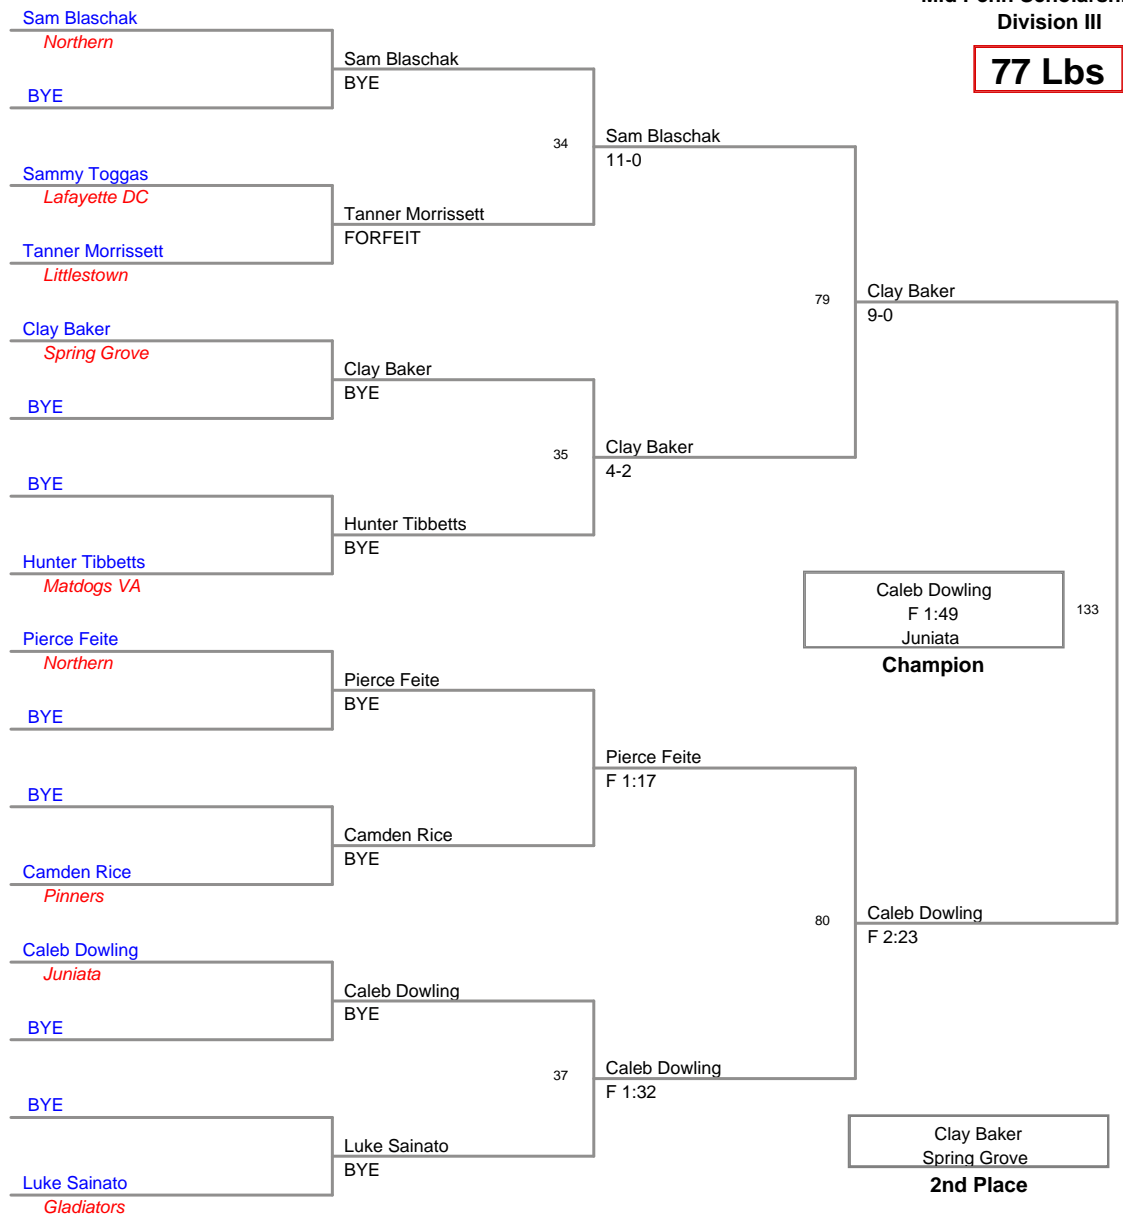 Division III
77 Lbs
Sam Blaschak
Northern
BYE
Sammy Toggas
Lafayette DC
Tanner Morrissett
Littlestown
Clay Baker
Spring Grove
BYE
BYE
Hunter Tibbetts
Matdogs VA
Pierce Feite
Northern
BYE
BYE
Camden Rice
Pinners
Caleb Dowling
Juniata
BYE
BYE
Luke Sainato
Gladiators
Sam Blaschak
BYE
Tanner Morrissett
FORFEIT
Clay Baker
BYE
Hunter Tibbetts
BYE
Pierce Feite
BYE
Camden Rice
BYE
Caleb Dowling
BYE
Luke Sainato
BYE
34
Sam Blaschak
11-0
35
Clay Baker
4-2
Pierce Feite
F 1:17
37
Caleb Dowling
F 1:32
79
Clay Baker
9-0
80
Caleb Dowling
F 2:23
Caleb Dowling
F 1:49
Juniata
Champion
133
Clay Baker
Spring Grove
2nd Place